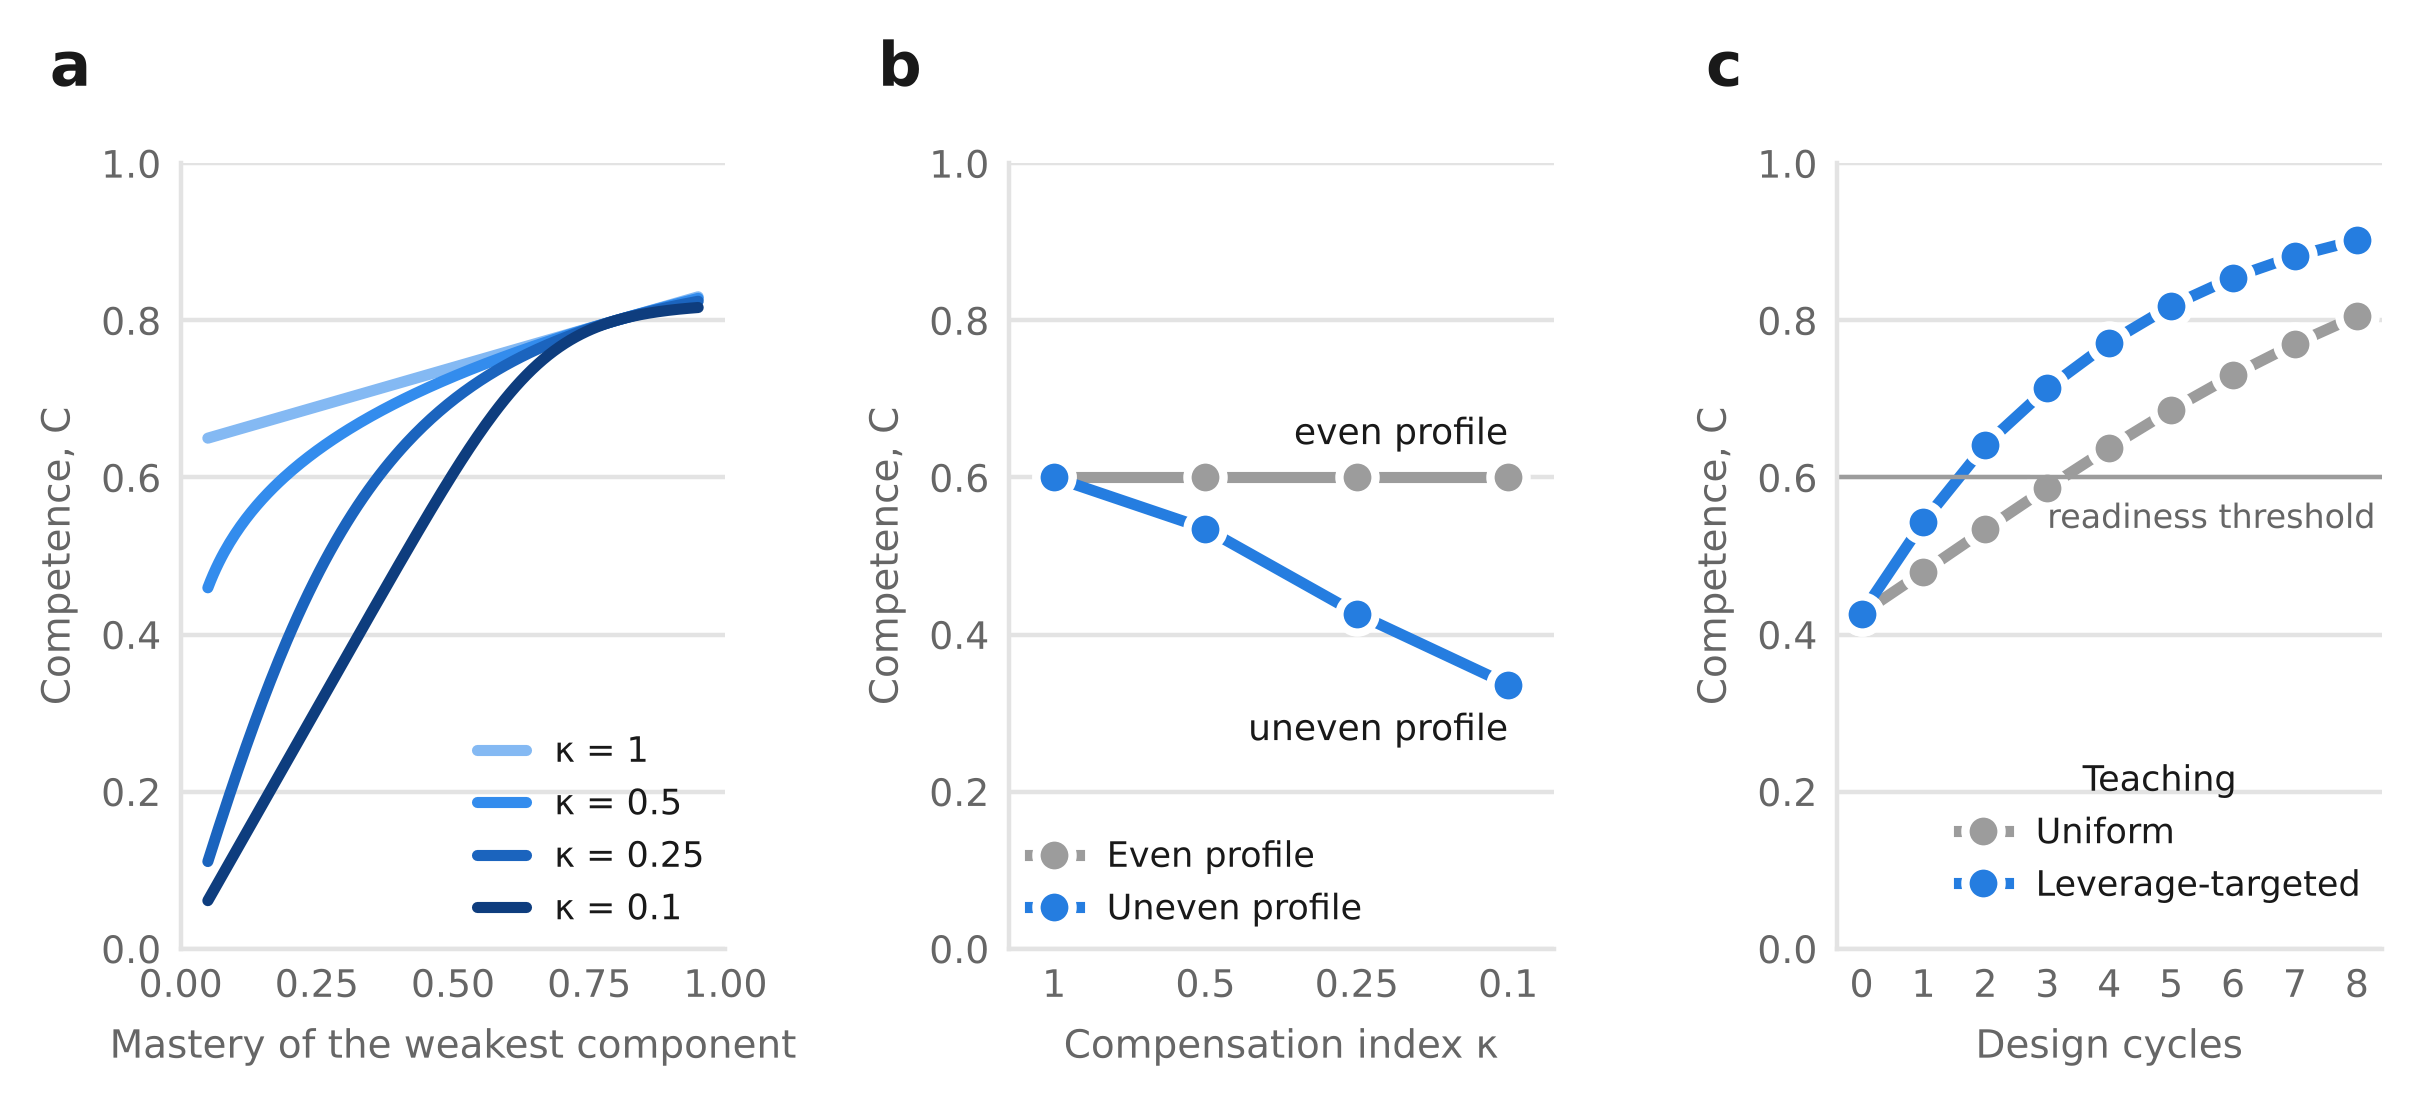 a
1.0
0.8
0.6
0.4
0.2
0.0
Competence, C
0.00 0.25 0.50 0.75 1.00
Mastery of the weakest component
κ = 1
κ = 0.5
κ = 0.25
κ = 0.1
b
1.0
0.8
0.6
0.4
0.2
0.0
Competence, C
even profile
uneven profile
Even profile
Uneven profile
1 0.5 0.25 0.1
Compensation index κ
c
1.0
0.8
0.6
0.4
0.2
0.0
Competence, C
readiness threshold
Teaching
Uniform
Leverage-targeted
0 1 2 3 4 5 6 7 8
Design cycles